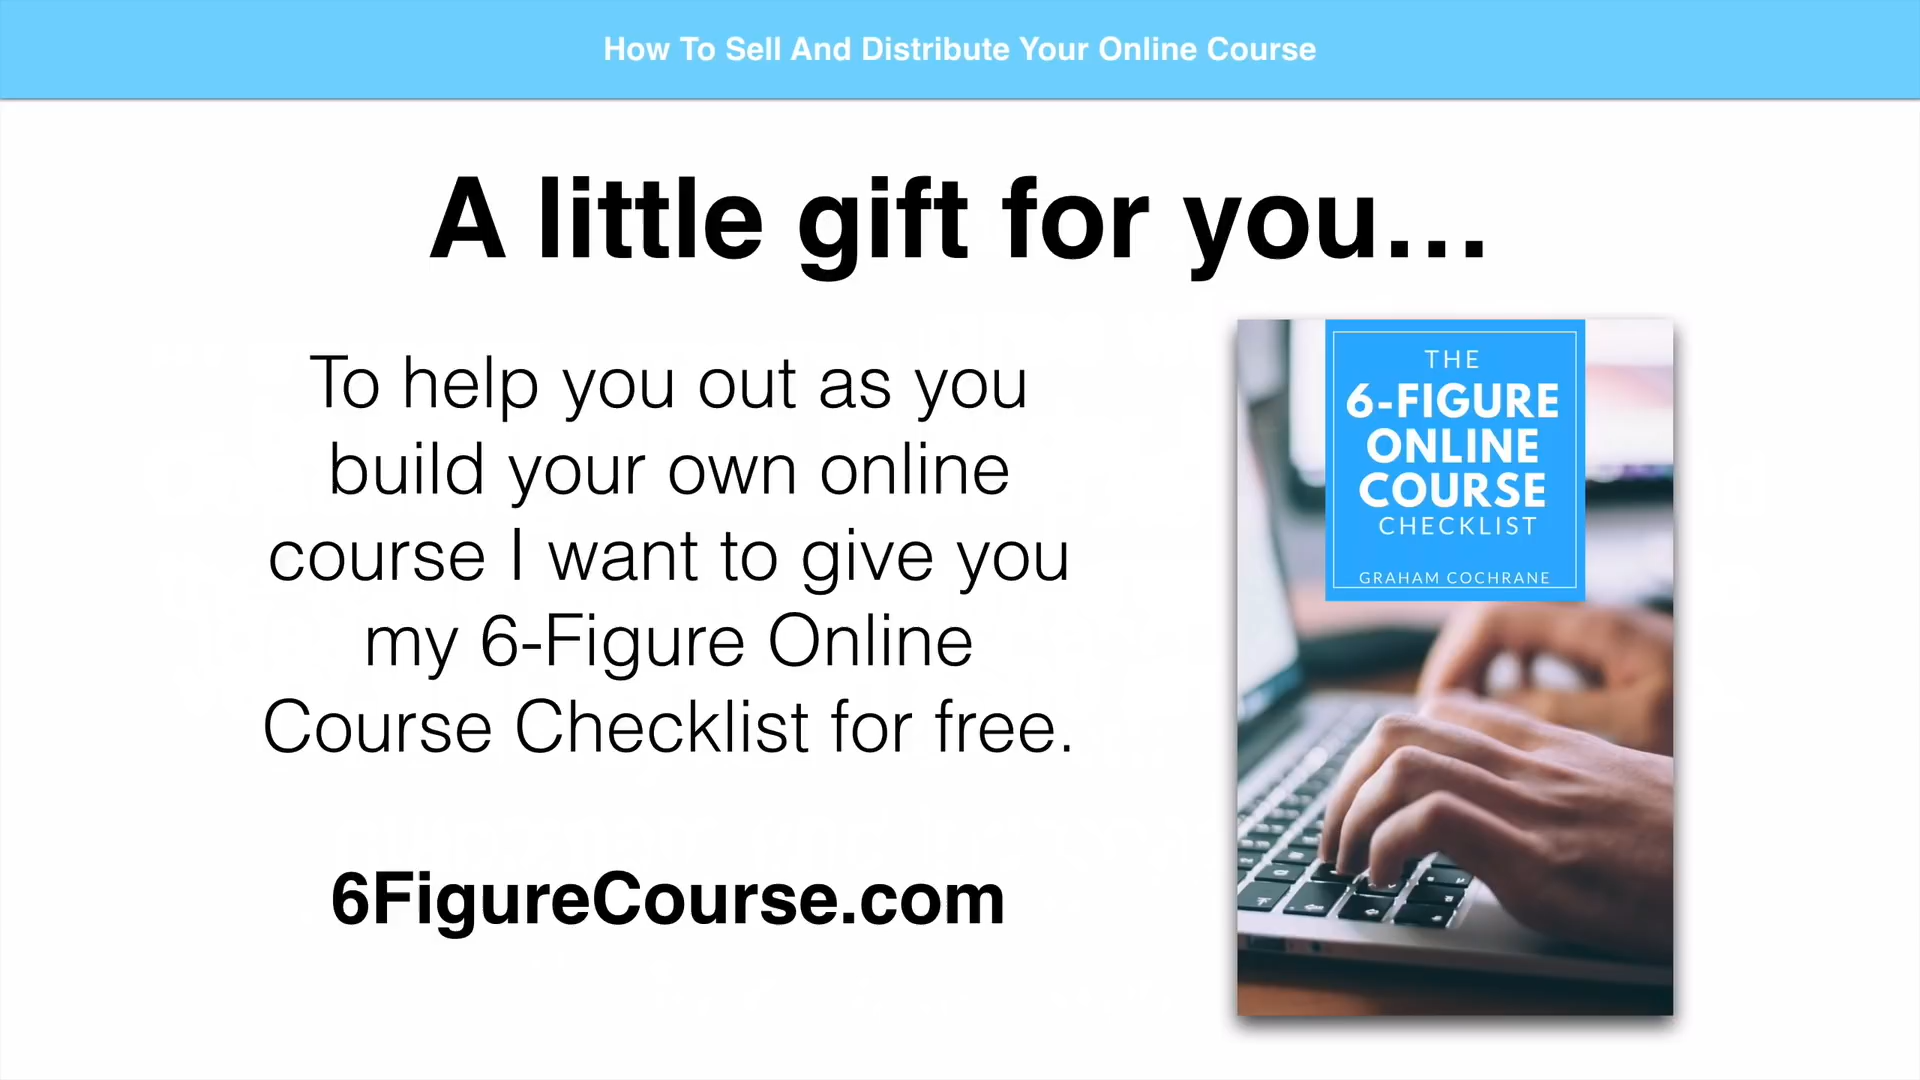 How To Sell And Distribute Your Online Course
A little gift for you...
To help you out as you
build your own online
course I want to give you
my 6-Figure Online
Course Checklist for free.
6FigureCourse.com
THE
6-FIGURE
ONLINE
COURSE
CHECKLIST
GRAHAM COCHRANE